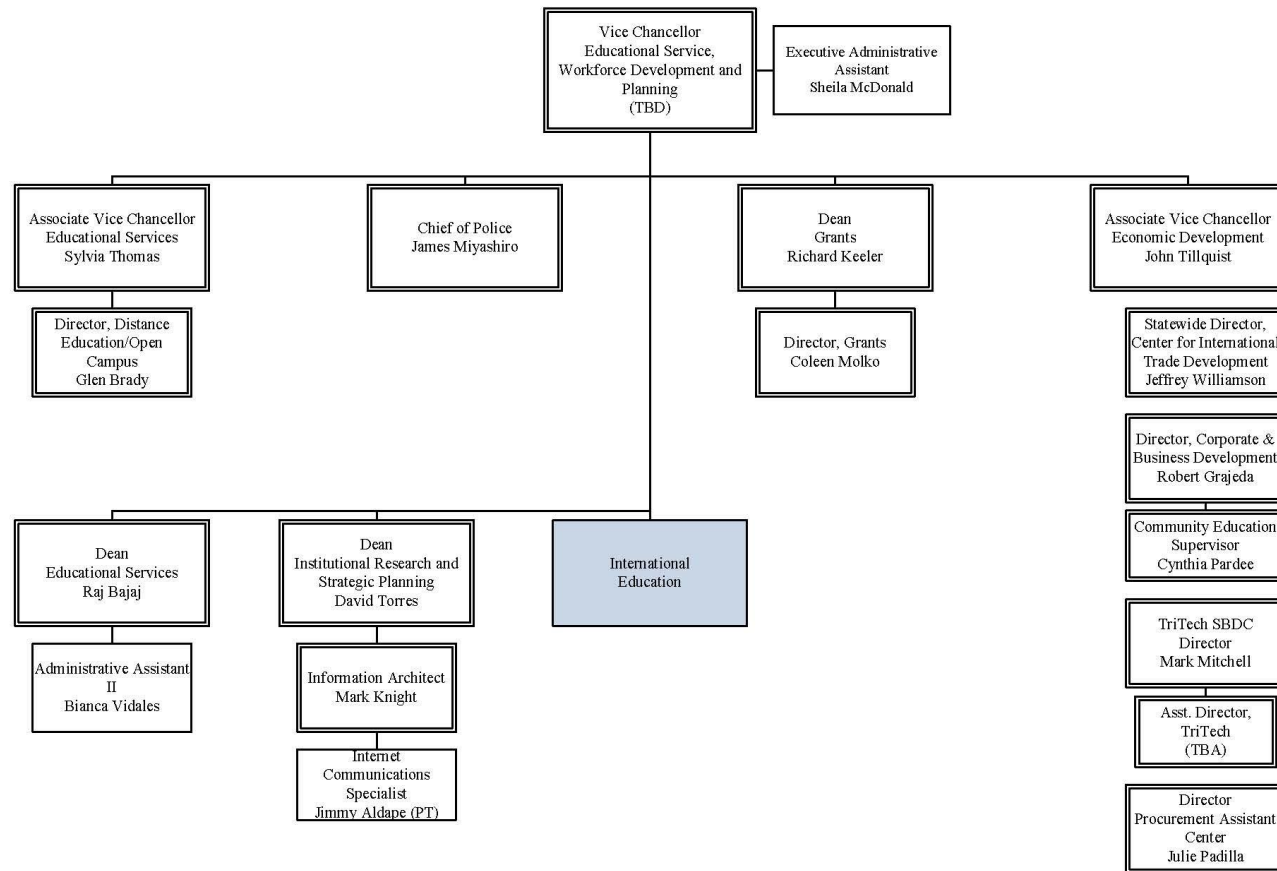 Vice Chancellor
Educational Service,
Workforce Development and
Planning
(TBD)
Executive Administrative
Assistant
Sheila McDonald
Associate Vice Chancellor
Educational Services
Sylvia Thomas
Chief of Police
James Miyashiro
Dean
Grants
Richard Keeler
Associate Vice Chancellor
Economic Development
John Tillquist
Director, Distance
Education/Open
Campus
Glen Brady
Director, Grants
Coleen Molko
Statewide Director,
Center for International
Trade Development
Jeffrey Williamson
Director, Corporate &
Business Development
Robert Grajeda
Community Education
Supervisor
Cynthia Pardee
Dean
Educational Services
Raj Bajaj
Dean
Institutional Research and
Strategic Planning
David Torres
International
Education
Administrative Assistant
II
Bianca Vidales
Information Architect
Mark Knight
Internet
Communications
Specialist
Jimmy Aldape (PT)
TriTech SBDC
Director
Mark Mitchell
Asst. Director,
TriTech
(TBA)
Director
Procurement Assistant
Center
Julie Padilla